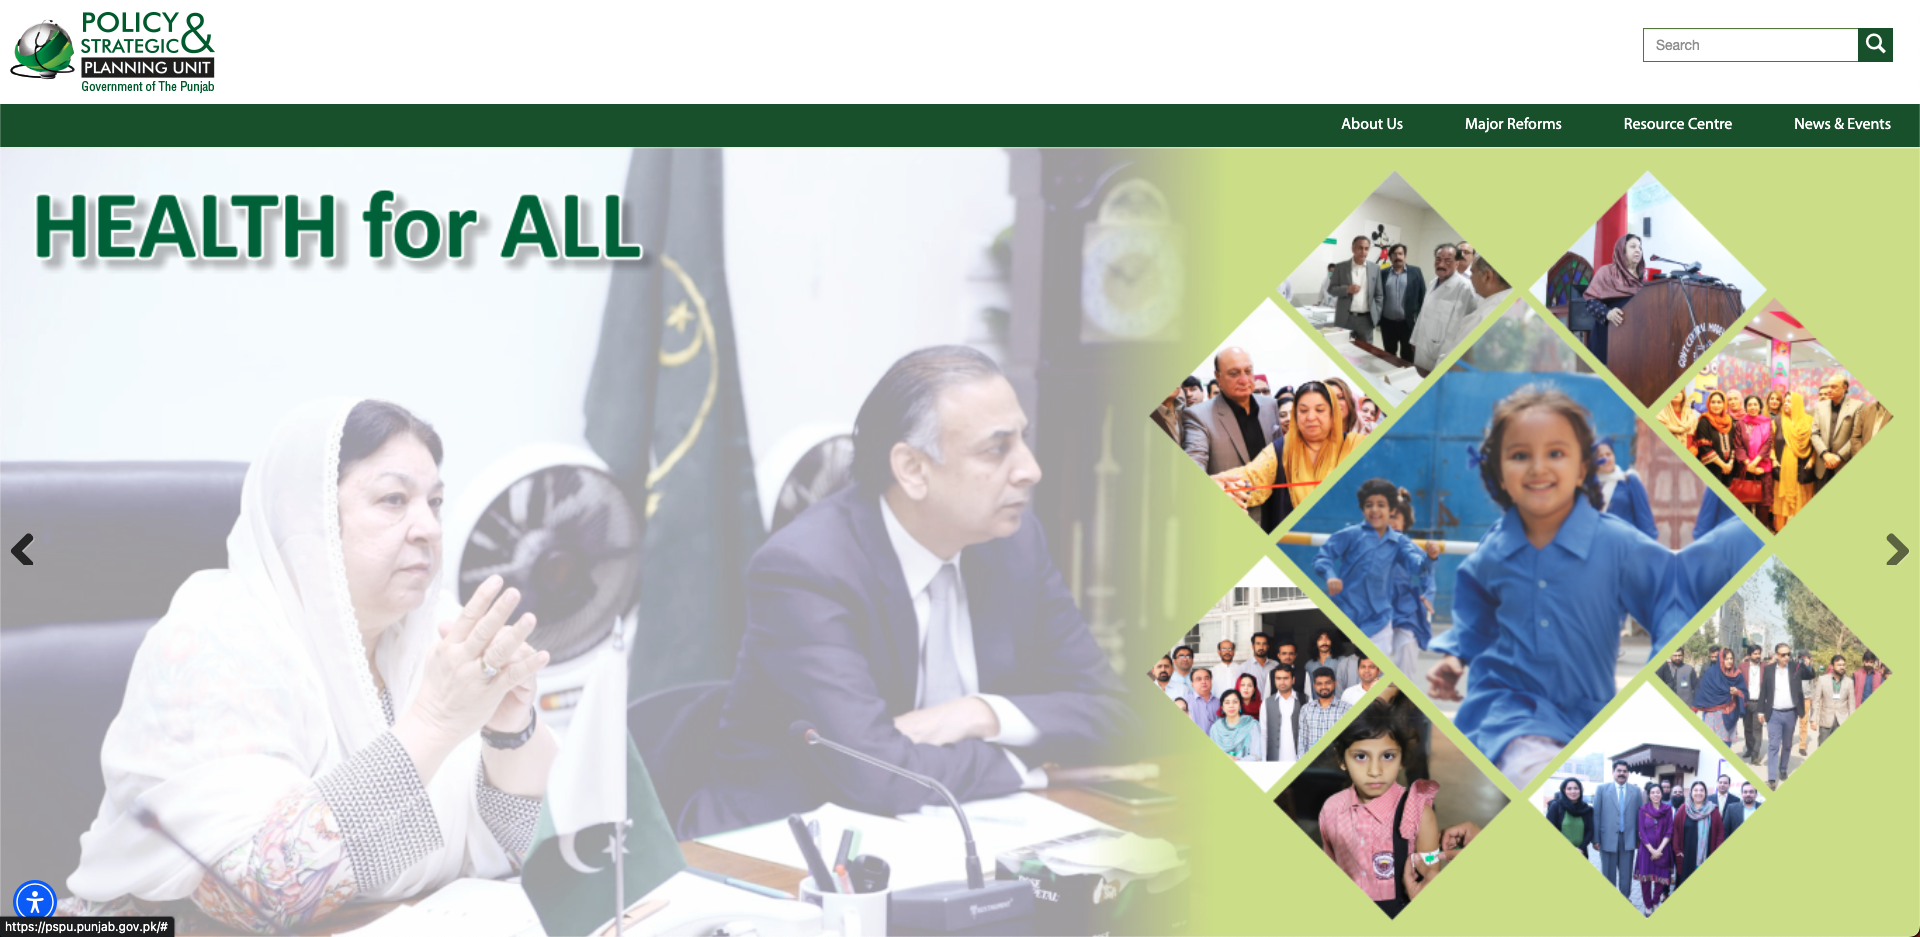 POLICY &
STRATEGIC
PLANNING UNIT
Government of The Punjab
Search
About Us
Major Reforms
Resource Centre
News & Events
HEALTH for ALL
https://pspu.punjab.gov.pk/#